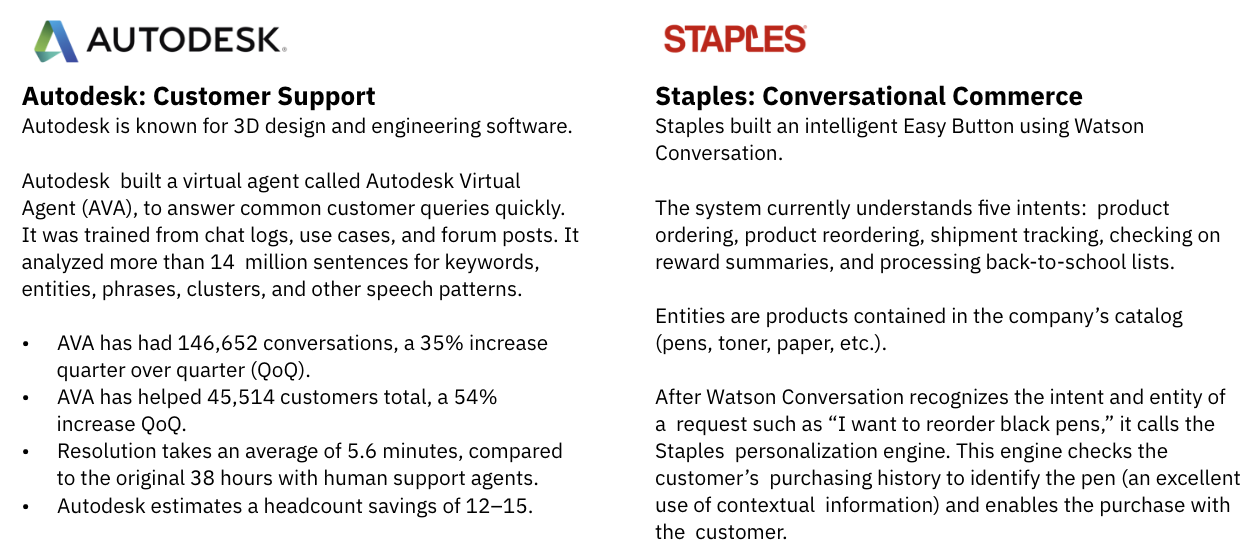 AUTODESK.
Autodesk: Customer Support
Autodesk is known for 3D design and engineering software.
Autodesk built a virtual agent called Autodesk Virtual
Agent (AVA), to answer common customer queries quickly.
It was trained from chat logs, use cases, and forum posts. It
analyzed more than 14 million sentences for keywords,
entities, phrases, clusters, and other speech patterns.
• AVA has had 146,652 conversations, a 35% increase
quarter over quarter (QoQ).
• AVA has helped 45,514 customers total, a 54%
increase QoQ.
• Resolution takes an average of 5.6 minutes, compared
to the original 38 hours with human support agents.
• Autodesk estimates a headcount savings of 12–15.
STAPLES
Staples: Conversational Commerce
Staples built an intelligent Easy Button using Watson
Conversation.
The system currently understands five intents: product
ordering, product reordering, shipment tracking, checking on
reward summaries, and processing back-to-school lists.
Entities are products contained in the company’s catalog
(pens, toner, paper, etc.).
After Watson Conversation recognizes the intent and entity of
a request such as “I want to reorder black pens,” it calls the
Staples personalization engine. This engine checks the
customer’s purchasing history to identify the pen (an excellent
use of contextual information) and enables the purchase with
the customer.